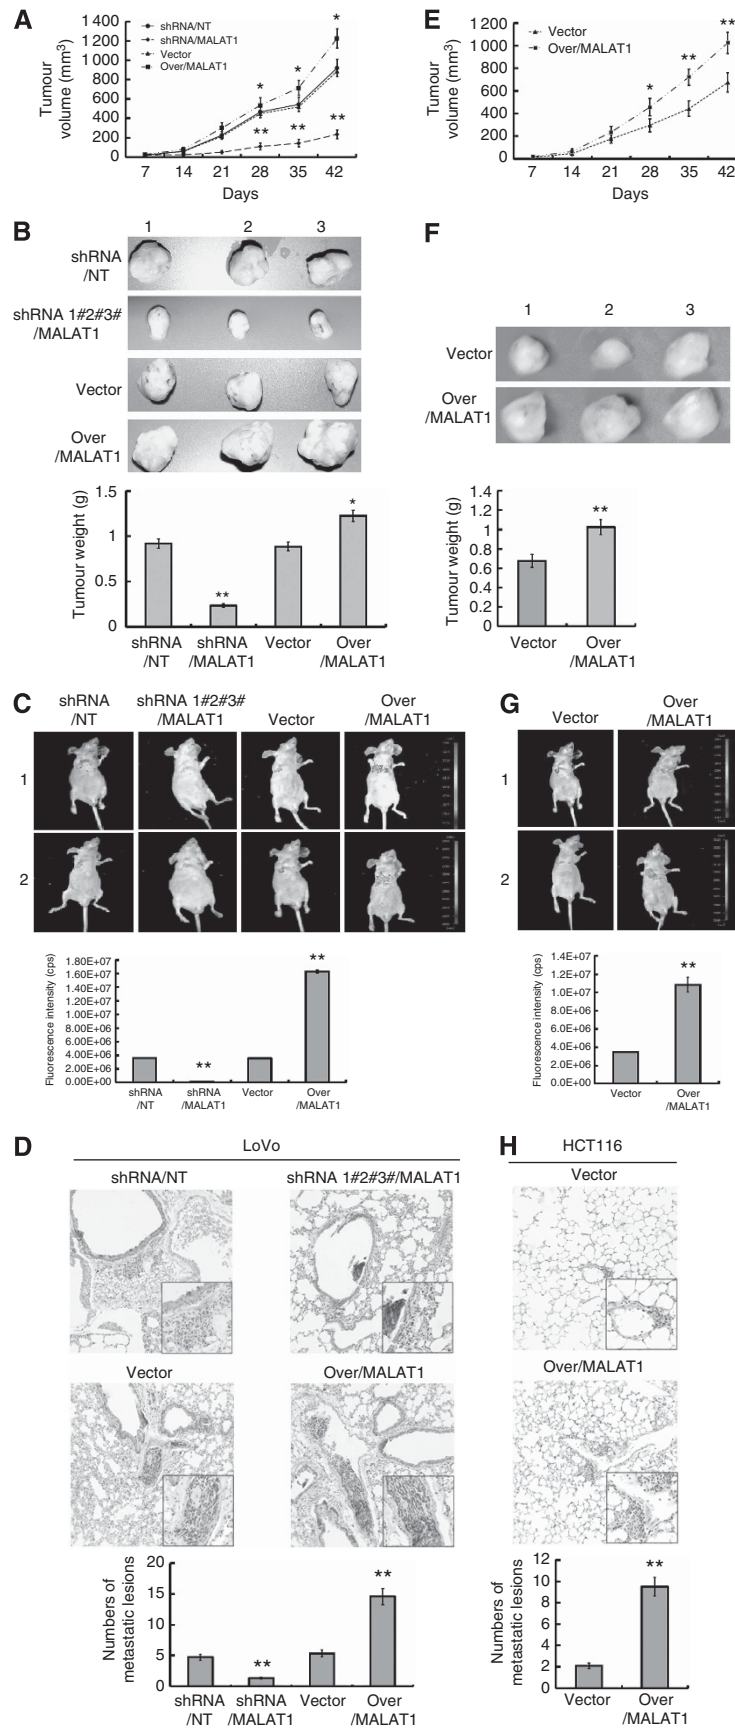 A
Tumour
volume (mm3)
1 400
1 200
1 000
800
600
400
200
0
shRNA/NT
shRNA/MALAT1
Vector
Over/MALAT1
*
*
*
**
**
**
7 14 21 28 35 42
Days
E
Tumour
volume (mm3)
1 200
1 000
800
600
400
200
0
Vector
Over/MALAT1
*
**
**
7 14 21 28 35 42
Days
B
1 2 3
shRNA
/NT
shRNA 1#2#3#
/MALAT1
Vector
Over
/MALAT1
Tumour weight (g)
1.5
1
0.5
0
**
*
shRNA
/NT
shRNA
/MALAT1
Vector
Over
/MALAT1
F
1 2 3
Vector
Over
/MALAT1
Tumour weight (g)
1.4
1.2
1
0.8
0.6
0.4
0.2
0
**
Vector
Over
/MALAT1
C
shRNA
/NT
shRNA 1#2#3#
/MALAT1
Vector
Over
/MALAT1
1
2
Fluorescence intensity (cps)
1.80E+07
1.60E+07
1.40E+07
1.20E+07
1.00E+07
8.00E+06
6.00E+06
4.00E+06
2.00E+06
0.00E+00
**
**
shRNA
/NT
shRNA
/MALAT1
Vector
Over
/MALAT1
G
Vector
Over
/MALAT1
1
2
Fluorescence intensity (cps)
1.4E+07
1.2E+07
1.0E+07
8.0E+06
6.0E+06
4.0E+06
2.0E+06
0.0E+00
**
Vector
Over
/MALAT1
D
LoVo
shRNA/NT
shRNA 1#2#3#/MALAT1
Vector
Over/MALAT1
Numbers of
metastatic lesions
20
15
10
5
0
**
**
shRNA
/NT
shRNA
/MALAT1
Vector
Over
/MALAT1
H
HCT116
Vector
Over/MALAT1
Numbers of
metastatic lesions
12
10
8
6
4
2
0
**
Vector
Over
/MALAT1